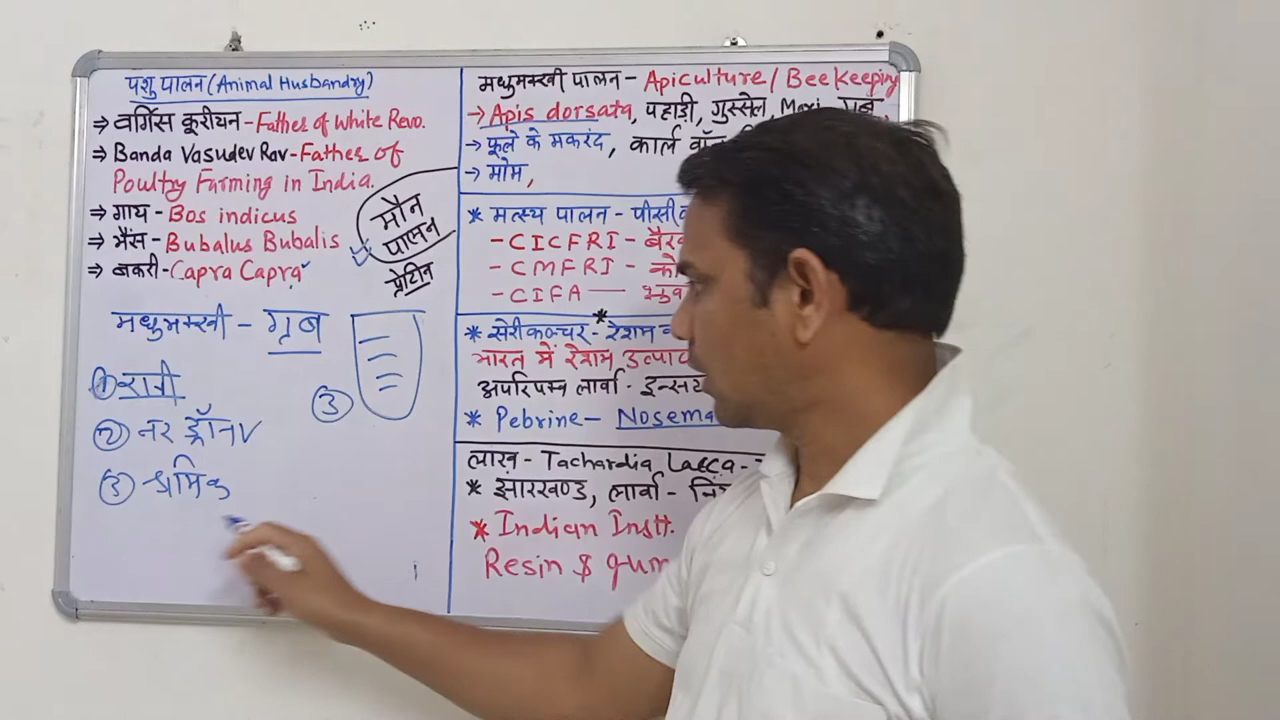 पशुपालन (Animal Husbandry)
⇒ वर्गिस कूरीयन - Father of White Revo.
⇒ Banda Vasudev Rav - Father of
Poultry Farming in India.
⇒ गाय - Bos indicus
⇒ भैंस - Bubalus Bubalis
⇒ बकरी - Capra Capra
मौन
पालन
प्रोटीन
मधुमक्खी - गृब
① रानी
② नर ड्रॉन
③ श्रमिक
③
मधुमक्खी पालन - Apiculture/Beekeeping
→ Apis dorsata, पहाडी, गुस्सेल,
→ फूलो के मकरंद, कार्ल वॉन
→ मोम,
* मत्स्य पालन - पीसी
- CICFRI - बैर
- CMFRI - को
- CIFA — भुव
* सेरीकल्चर - रेशम
भारत में रेशम उत्पा
अपरिपक्व लार्वा -
* Pebrine - Nosema
लाख - Tachardia Lacca -
* झारखण्ड, लार्वा -
* Indian Instt.
Resin $ gum